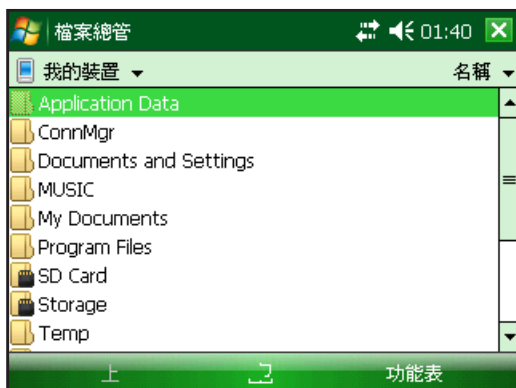 檔案總管 01:40
我的裝置 名稱
Application Data
ConnMgr
Documents and Settings
MUSIC
My Documents
Program Files
SD Card
Storage
Temp
上 功能表